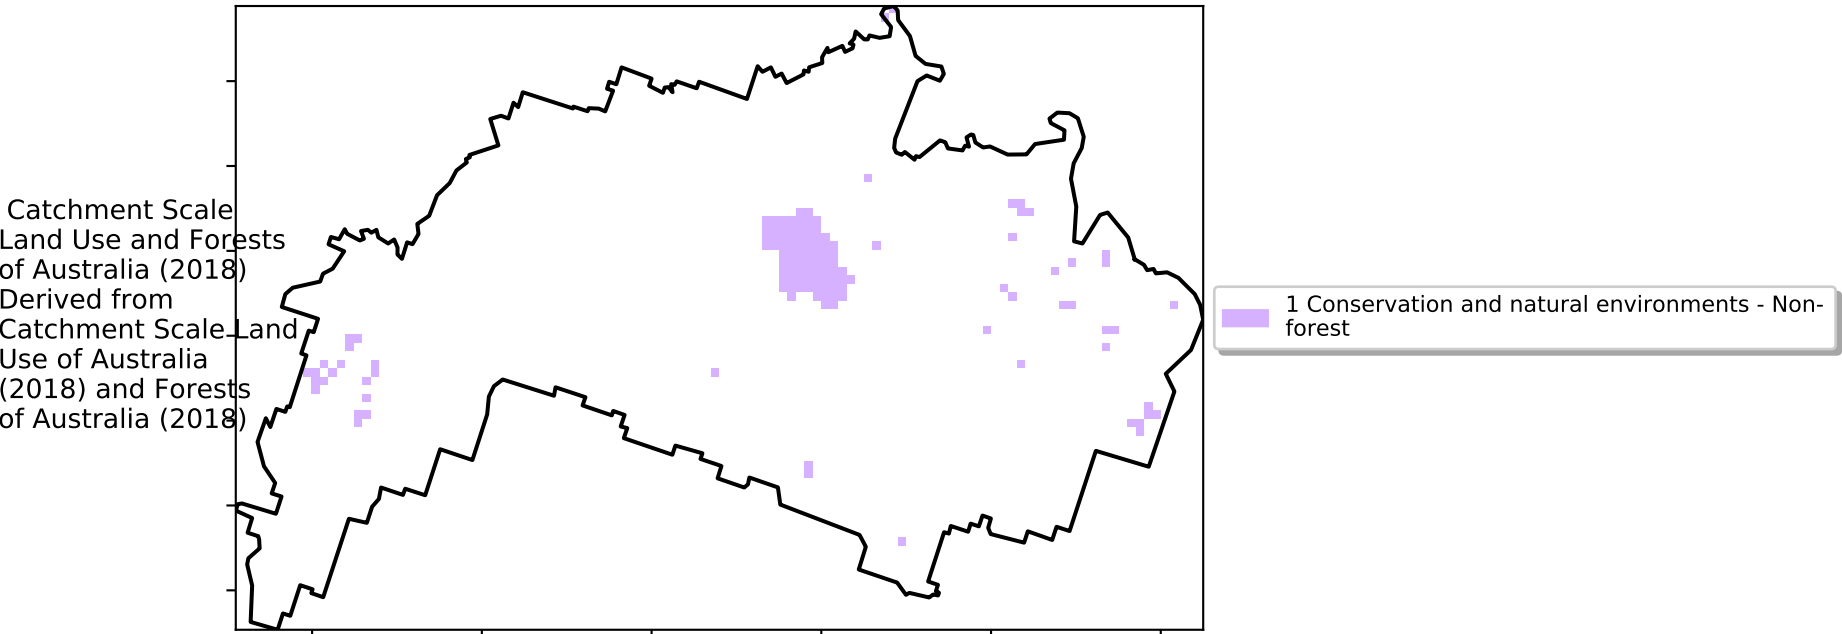 Catchment Scale
Land Use and Forests
of Australia (2018)
Derived from
Catchment Scale Land
Use of Australia
(2018) and Forests
of Australia (2018)
1 Conservation and natural environments - Non-
forest